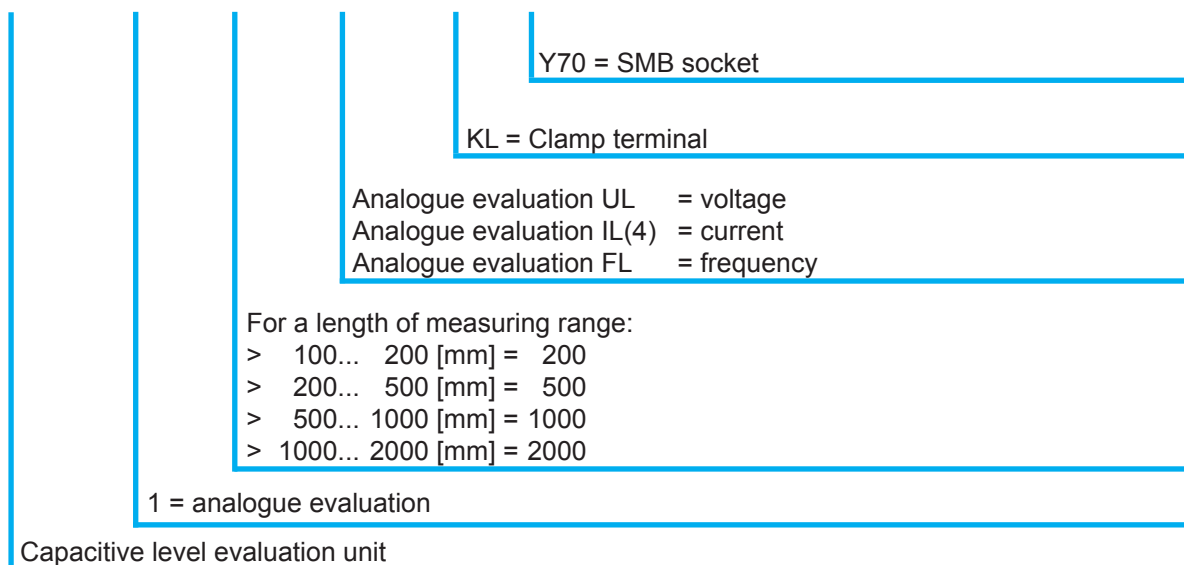 Y70 = SMB socket
KL = Clamp terminal
Analogue evaluation UL = voltage
Analogue evaluation IL(4) = current
Analogue evaluation FL = frequency
For a length of measuring range:
> 100... 200 [mm] = 200
> 200... 500 [mm] = 500
> 500... 1000 [mm] = 1000
> 1000... 2000 [mm] = 2000
1 = analogue evaluation
Capacitive level evaluation unit